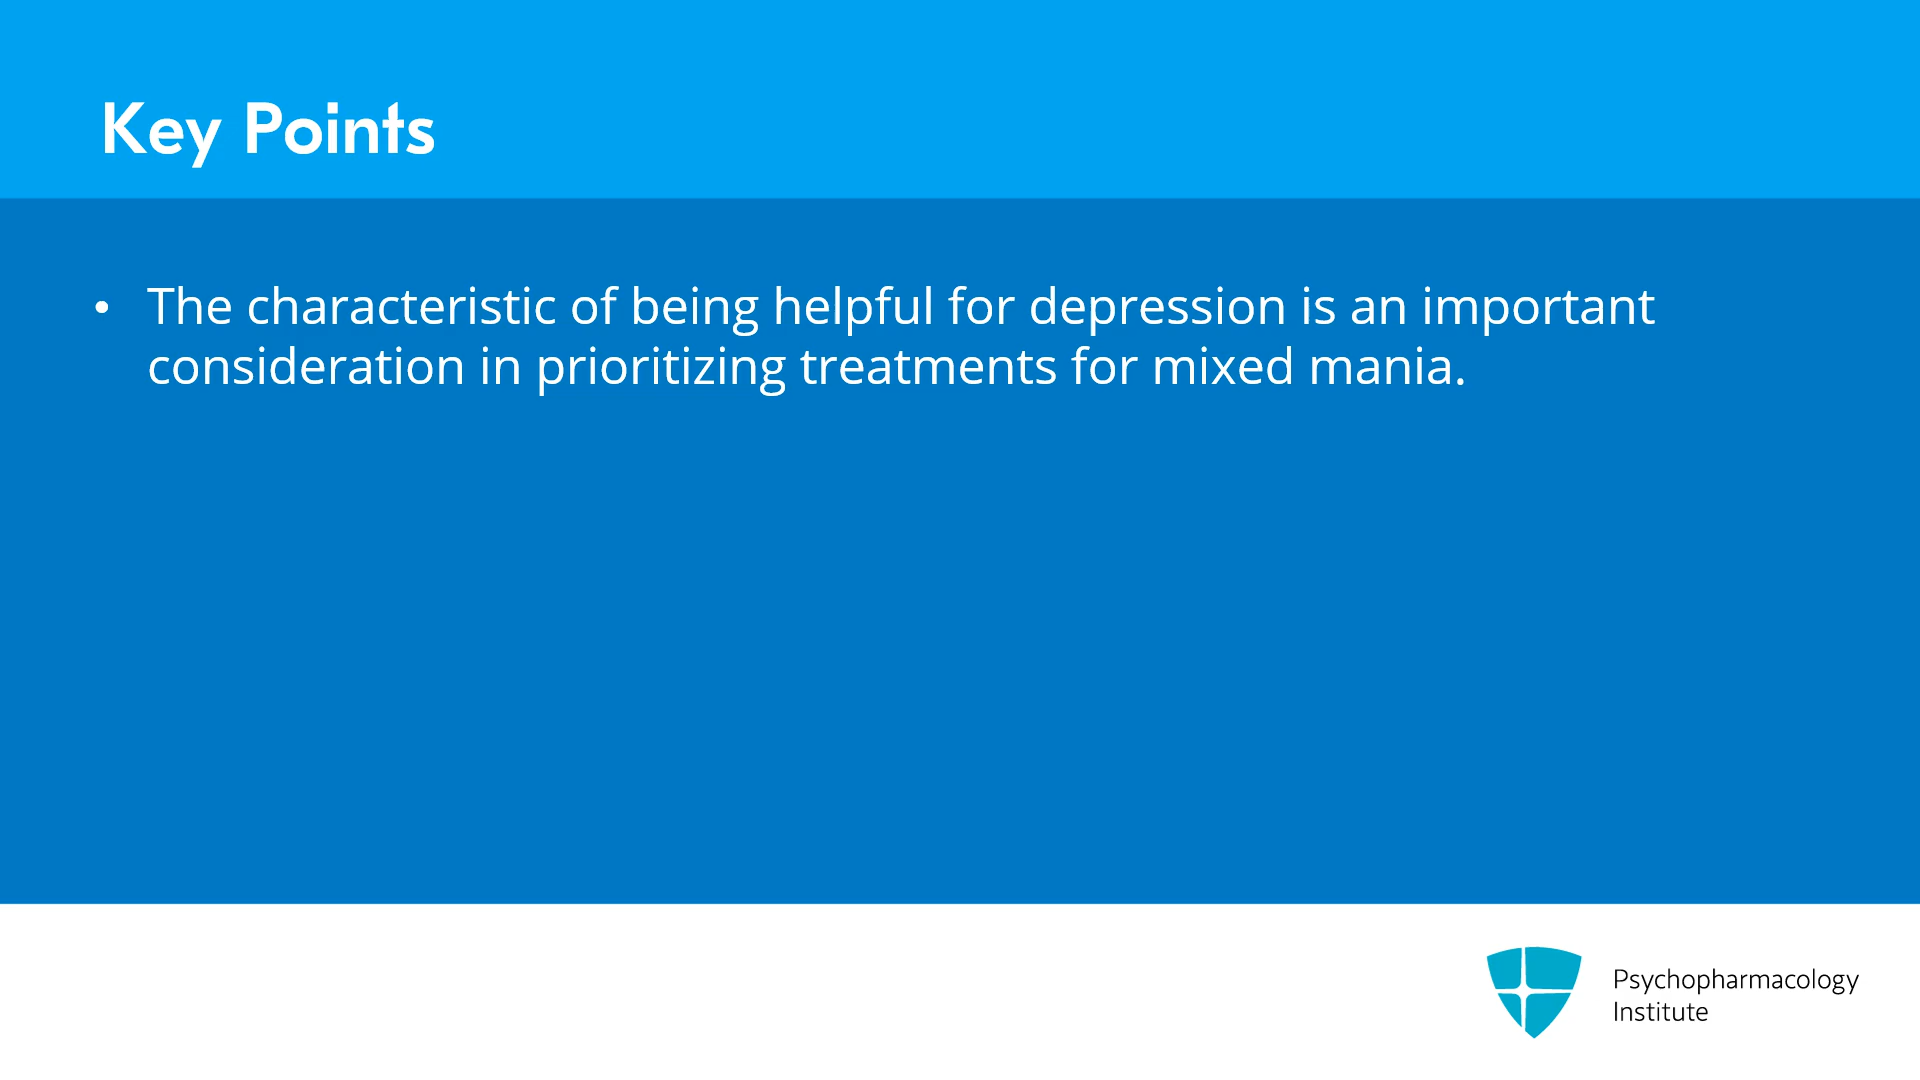 Key Points
• The characteristic of being helpful for depression is an important
consideration in prioritizing treatments for mixed mania.
Psychopharmacology
Institute